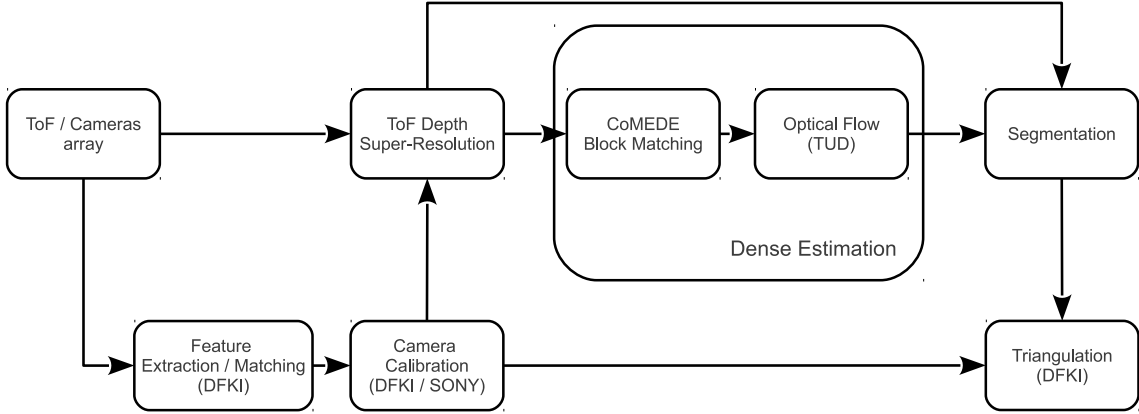 ToF / Cameras
array
ToF Depth
Super-Resolution
CoMEDE
Block Matching
Optical Flow
(TUD)
Segmentation
Dense Estimation
Feature
Extraction / Matching
(DFKI)
Camera
Calibration
(DFKI / SONY)
Triangulation
(DFKI)